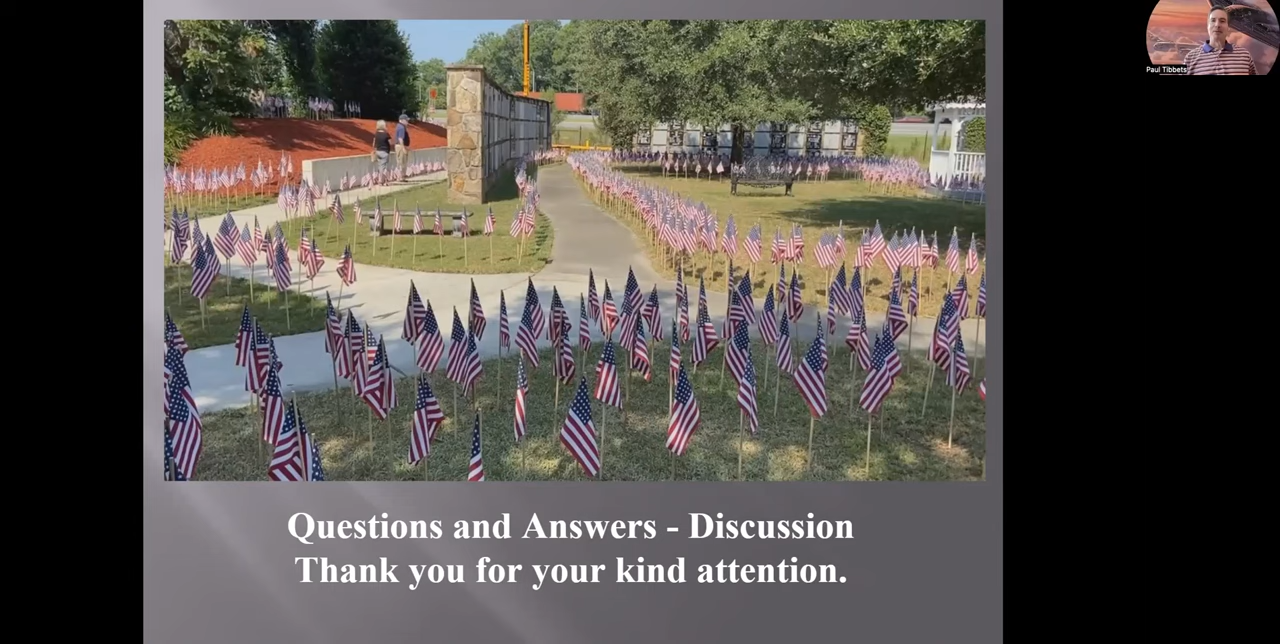 Paul Tibbets
Questions and Answers - Discussion
Thank you for your kind attention.